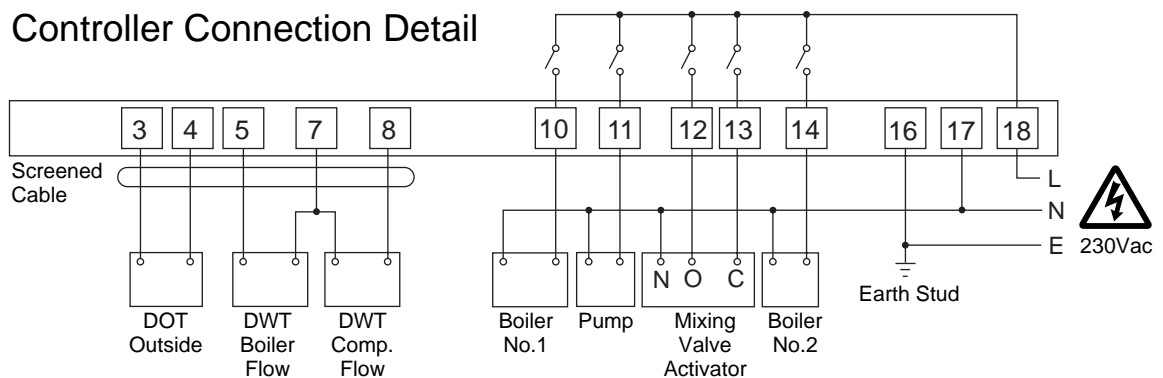 Controller Connection Detail
3 4 5 7 8 10 11 12 13 14 16 17 18
Screened
Cable
L
N
E
230Vac
N O C
Earth Stud
DOT
Outside
DWT
Boiler
Flow
DWT
Comp.
Flow
Boiler
No.1
Pump
Mixing
Valve
Activator
Boiler
No.2